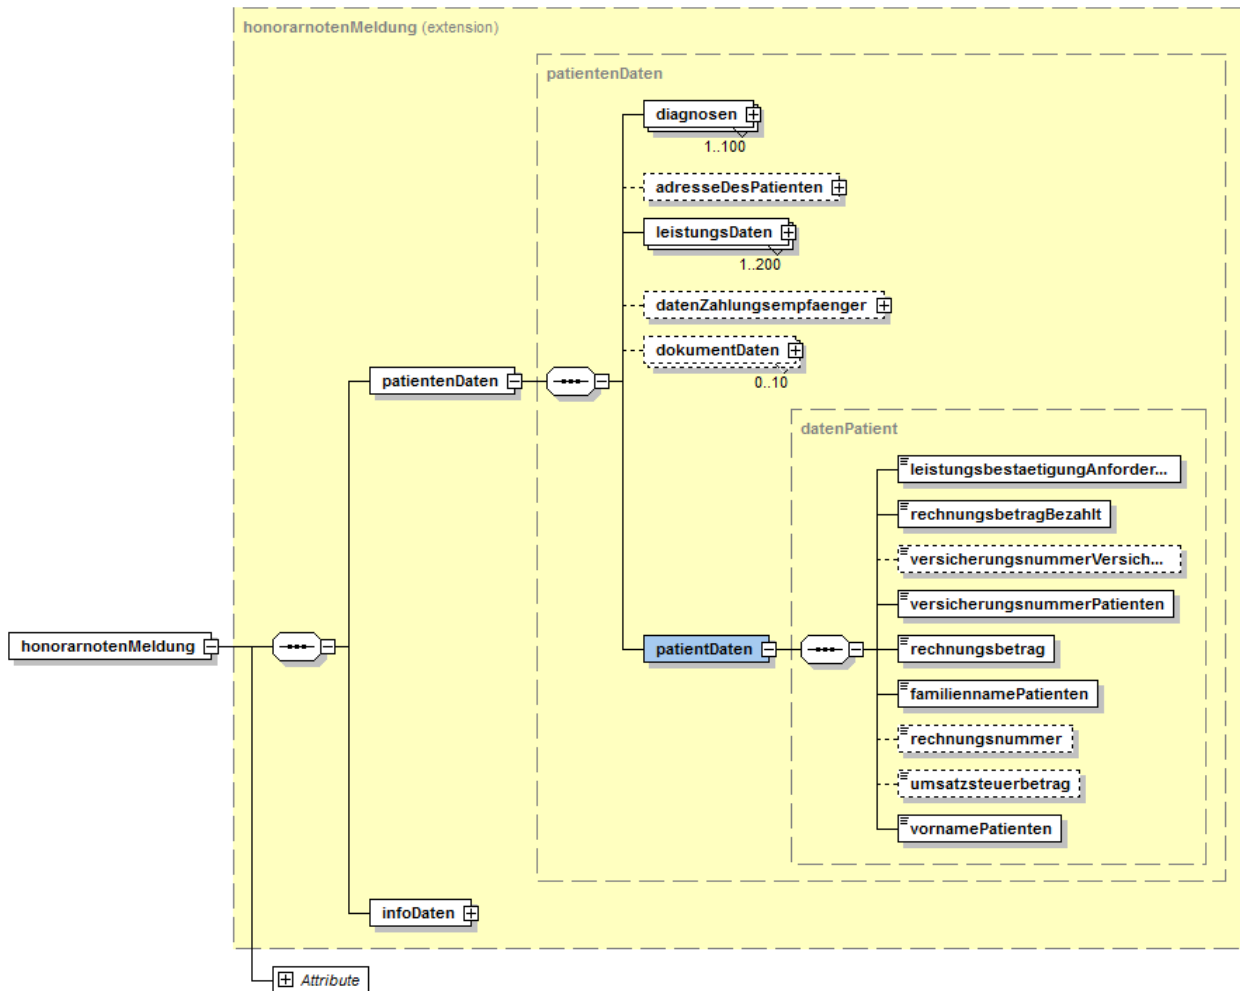 honorarnotenMeldung (extension)
patientenDaten
diagnosen
1..100
adresseDesPatienten
leistungsDaten
1..200
datenZahlungsempfaenger
dokumentDaten
0..10
patientenDaten
datenPatient
leistungsbestaetigungAnforder...
rechnungsbetragBezahlt
versicherungsnummerVersich...
versicherungsnummerPatienten
honorarnotenMeldung
patientDaten
rechnungsbetrag
familiennamePatienten
rechnungsnummer
umsatzsteuerbetrag
vornamePatienten
infoDaten
Attribute